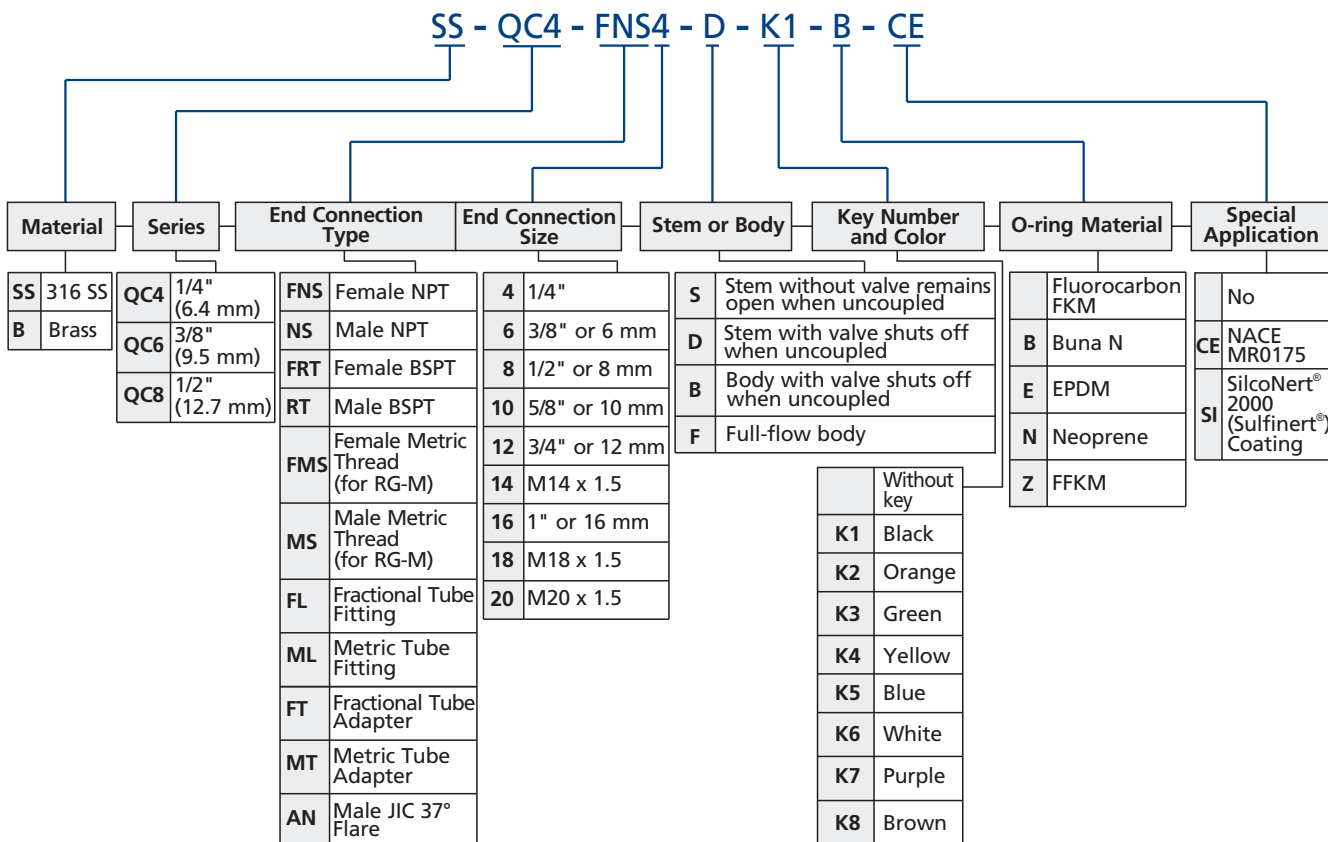 SS - QC4 - FNS4 - D - K1 - B - CE
Material
Series
End Connection
Type
End Connection
Size
Stem or Body
Key Number
and Color
O-ring Material
Special
Application
SS 316 SS
B Brass
QC4 1/4"
(6.4 mm)
QC6 3/8"
(9.5 mm)
QC8 1/2"
(12.7 mm)
FNS Female NPT
NS Male NPT
FRT Female BSPT
RT Male BSPT
FMS Female Metric
Thread
(for RG-M)
MS Male Metric
Thread
(for RG-M)
FL Fractional Tube
Fitting
ML Metric Tube
Fitting
FT Fractional Tube
Adapter
MT Metric Tube
Adapter
AN Male JIC 37°
Flare
4 1/4"
6 3/8" or 6 mm
8 1/2" or 8 mm
10 5/8" or 10 mm
12 3/4" or 12 mm
14 M14 x 1.5
16 1" or 16 mm
18 M18 x 1.5
20 M20 x 1.5
S Stem without valve remains
open when uncoupled
D Stem with valve shuts off
when uncoupled
B Body with valve shuts off
when uncoupled
F Full-flow body
Without
key
K1 Black
K2 Orange
K3 Green
K4 Yellow
K5 Blue
K6 White
K7 Purple
K8 Brown
Fluorocarbon
FKM
B Buna N
E EPDM
N Neoprene
Z FFKM
No
CE NACE
MR0175
SI SilcoNert®
2000
(Sulfinert®)
Coating